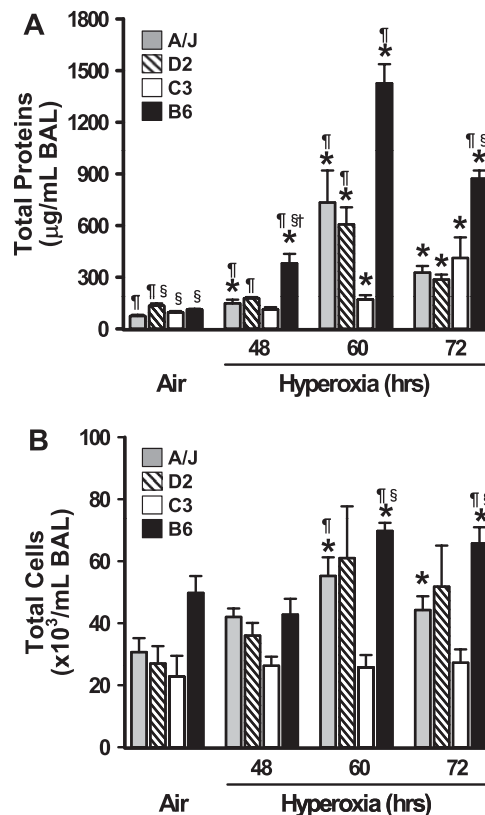 A
Total Proteins
(µg/mL BAL)
1800
1500
1200
900
600
300
0
A/J
D2
C3
B6
¶
¶ §
§
§
¶
*
¶
¶ §†
*
¶
*
¶
*
*
¶
*
*
*
*
¶ §
*
48
60
72
Air
Hyperoxia (hrs)
B
Total Cells
(x10³/mL BAL)
100
80
60
40
20
0
A/J
D2
C3
B6
¶
*
¶ §
*
*
¶ §
*
48
60
72
Air
Hyperoxia (hrs)